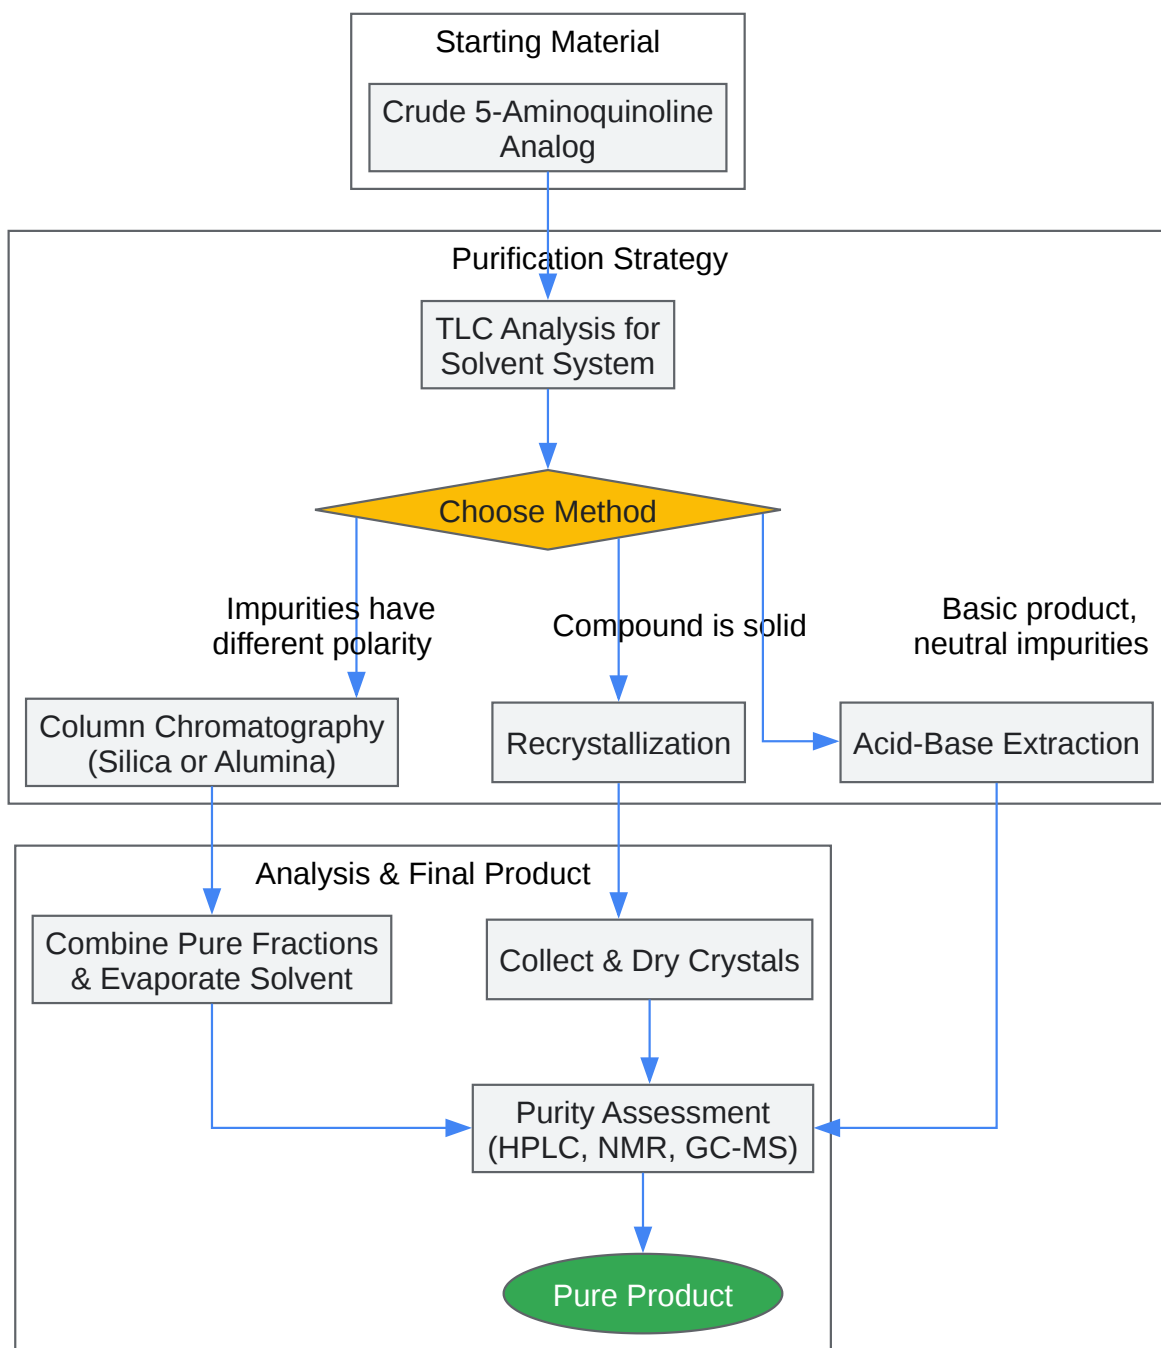 Starting Material
Crude 5-Aminoquinoline
Analog
Purification Strategy
TLC Analysis for
Solvent System
Choose Method
Impurities have
different polarity
Compound is solid
Basic product,
neutral impurities
Column Chromatography
(Silica or Alumina)
Recrystallization
Acid-Base Extraction
Analysis & Final Product
Combine Pure Fractions
& Evaporate Solvent
Collect & Dry Crystals
Purity Assessment
(HPLC, NMR, GC-MS)
Pure Product